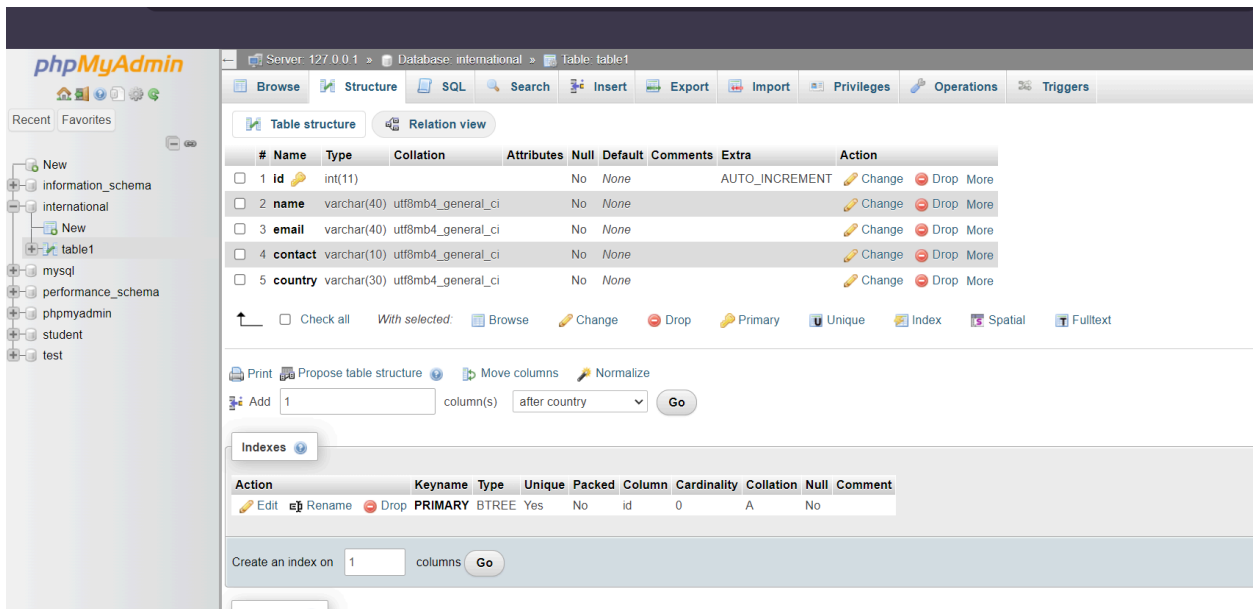 phpMyAdmin
Recent Favorites
New
information_schema
international
New
table1
mysql
performance_schema
phpmyadmin
student
test
Server: 127.0.0.1 » Database: international » Table: table1
Browse Structure SQL Search Insert Export Import Privileges Operations Triggers
Table structure Relation view
# Name Type Collation Attributes Null Default Comments Extra Action
1 id int(11) No None AUTO_INCREMENT Change Drop More
2 name varchar(40) utf8mb4_general_ci No None Change Drop More
3 email varchar(40) utf8mb4_general_ci No None Change Drop More
4 contact varchar(10) utf8mb4_general_ci No None Change Drop More
5 country varchar(30) utf8mb4_general_ci No None Change Drop More
Check all With selected: Browse Change Drop Primary U Unique Index S Spatial T Fulltext
Print Propose table structure Move columns Normalize
Add 1 column(s) after country Go
Indexes
Action Keyname Type Unique Packed Column Cardinality Collation Null Comment
Edit Rename Drop PRIMARY BTREE Yes No id 0 A No
Create an index on 1 columns Go